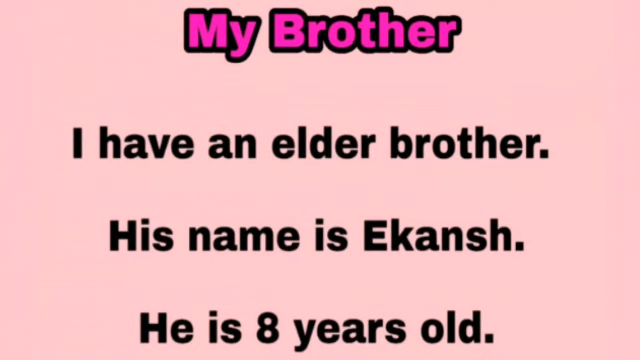 My Brother
I have an elder brother.
His name is Ekansh.
He is 8 years old.